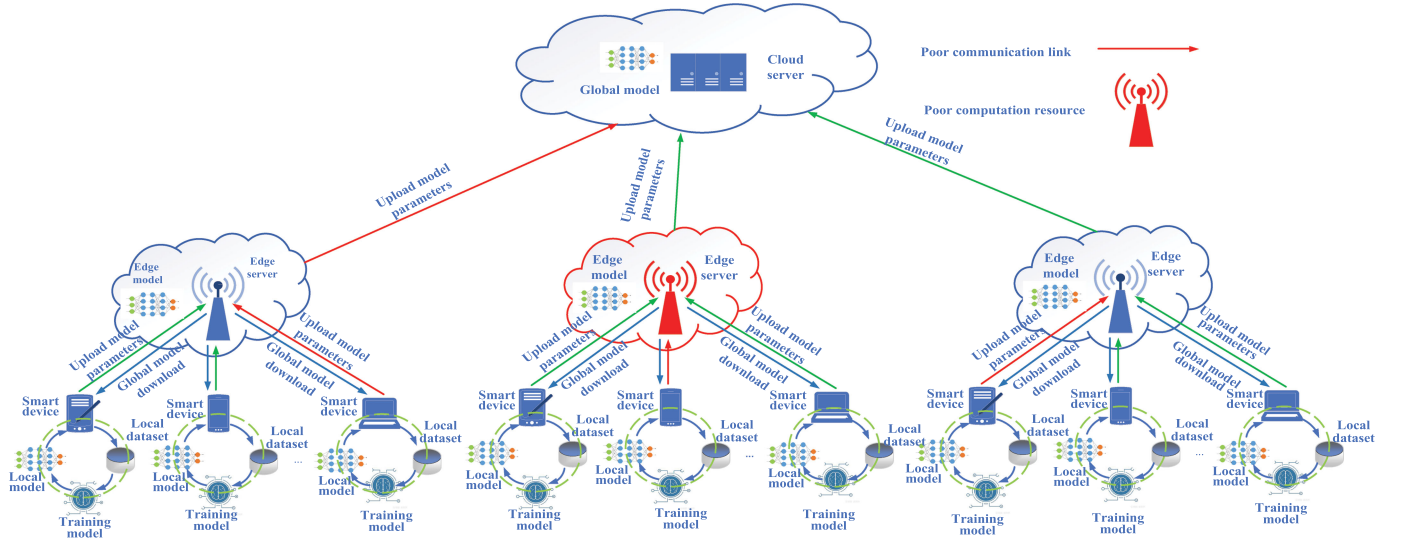 Cloud
server
Global model
Poor communication link
Poor computation resource
Upload model
parameters
Upload model
parameters
Upload model
parameters
Edge
model
Edge
server
Upload model
parameters
Global model
download
Global model
download
Upload model
parameters
Edge
model
Edge
server
Upload model
parameters
Global model
download
Global model
download
Upload model
parameters
Edge
model
Edge
server
Upload model
parameters
Global model
download
Global model
download
Upload model
parameters
Smart
device
Local
dataset
Local
model
Training
model
Smart
device
Local
dataset
Local
model
Training
model
...
Smart
device
Local
dataset
Local
model
Training
model
Smart
device
Local
dataset
Local
model
Training
model
Smart
device
Local
dataset
Local
model
Training
model
...
Smart
device
Local
dataset
Local
model
Training
model
Smart
device
Local
dataset
Local
model
Training
model
Smart
device
Local
dataset
Local
model
Training
model
...
Smart
device
Local
dataset
Local
model
Training
model